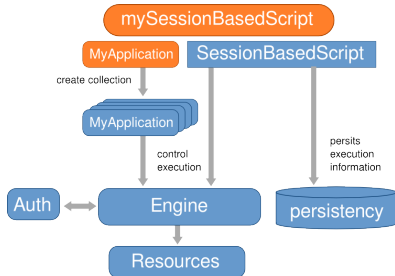 mySessionBasedScript
MyApplication
SessionBasedScript
create collection
MyApplication
control
execution
persits
execution
information
Auth
Engine
persistency
Resources